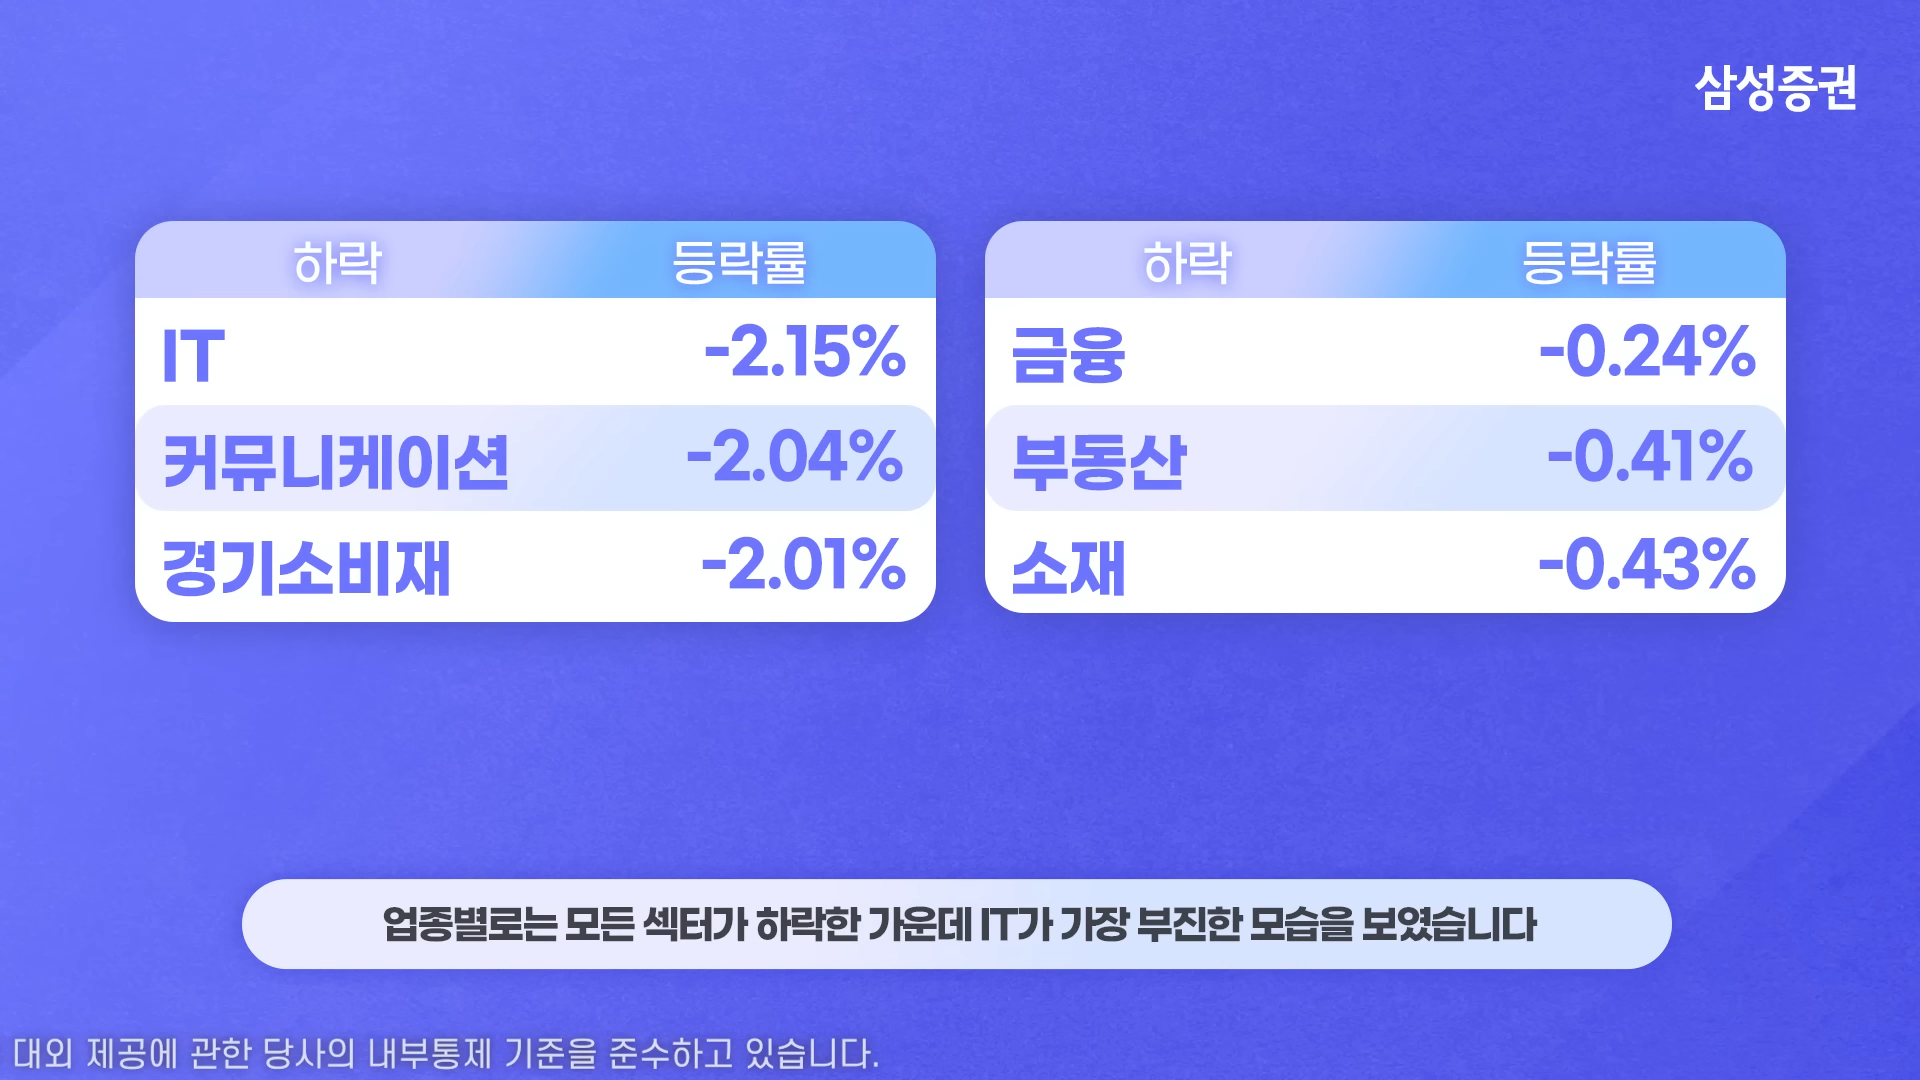 삼성증권
하락 등락률
IT -2.15%
커뮤니케이션 -2.04%
경기소비재 -2.01%
하락 등락률
금융 -0.24%
부동산 -0.41%
소재 -0.43%
업종별로는 모든 섹터가 하락한 가운데 IT가 가장 부진한 모습을 보였습니다
대외 제공에 관한 당사의 내부통제 기준을 준수하고 있습니다.